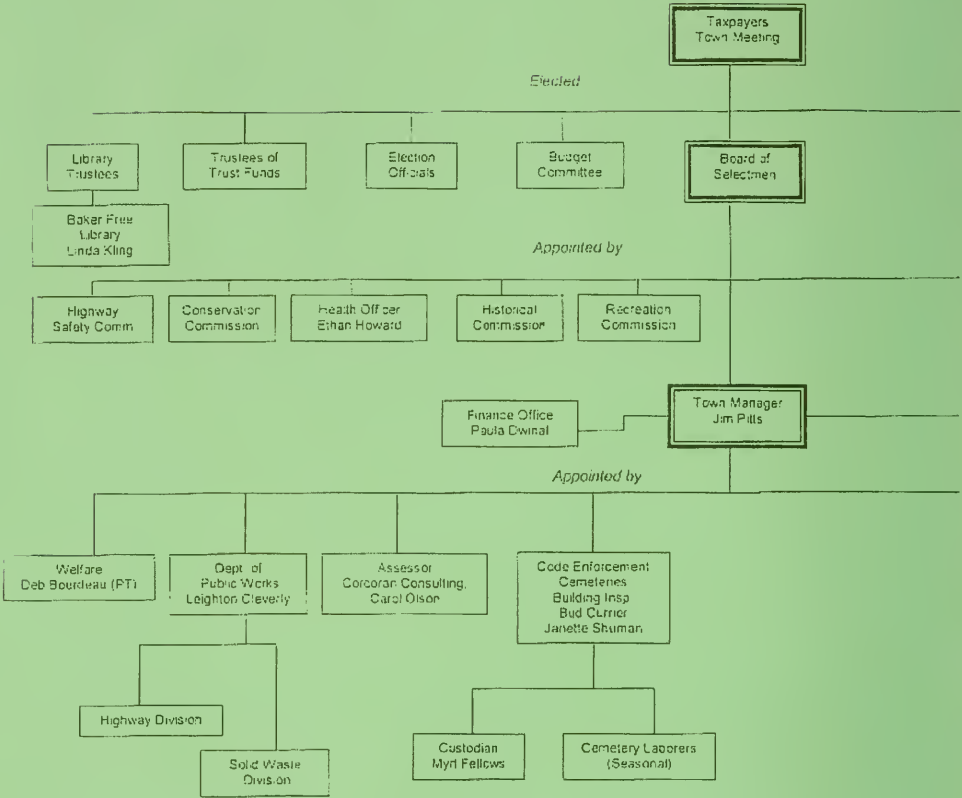 Taxpayers
Town Meeting
Elected
Library
Trustees
Trustees of
Trust Funds
Election
Officials
Budget
Committee
Board of
Selectmen
Baker Free
Library
Linda Kling
Appointed by
Highway
Safety Comm
Conservation
Commission
Health Officer
Ethan Howard
Historical
Commission
Recreation
Commission
Town Manager
Jim Pitts
Finance Office
Paula Dwinal
Appointed by
Welfare
Deb Bourdeau (PT)
Dept. of
Public Works
Leighton Cleverly
Assessor
Corcoran Consulting,
Carol Olson
Code Enforcement
Cemeteries
Building Insp
Bud Currier
Janette Shuman
Highway Division
Solid Waste
Division
Custodian
Myrl Fellows
Cemetery Laborers
(Seasonal)